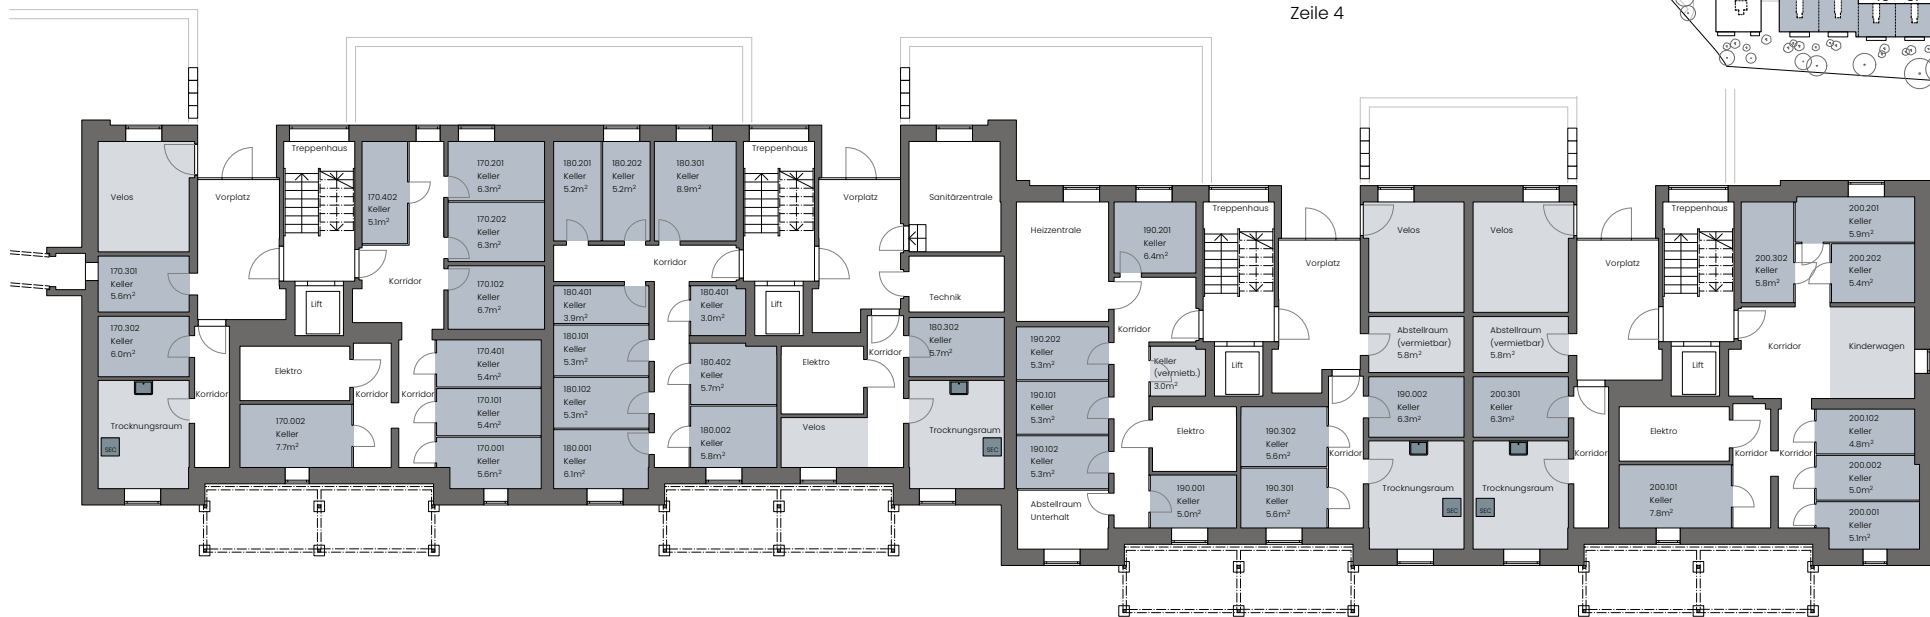 Zeile 4
Velos
170.301
Keller
5.6m²
170.302
Keller
6.0m²
Trocknungsraum
SEC
Vorplatz
Korridor
Treppenhaus
Lift
Elektro
170.002
Keller
7.7m²
Korridor
170.402
Keller
5.1m²
Korridor
Korridor
170.201
Keller
6.3m²
170.202
Keller
6.3m²
170.102
Keller
6.7m²
170.401
Keller
5.4m²
170.101
Keller
5.4m²
170.001
Keller
5.6m²
180.201
Keller
5.2m²
180.202
Keller
5.2m²
180.301
Keller
8.9m²
Korridor
180.401
Keller
3.9m²
180.101
Keller
5.3m²
180.102
Keller
5.3m²
180.001
Keller
6.1m²
180.401
Keller
3.0m²
180.402
Keller
5.7m²
180.002
Keller
5.8m²
Treppenhaus
Lift
Elektro
Velos
Vorplatz
Korridor
Sanitärzentrale
Technik
180.302
Keller
5.7m²
Trocknungsraum
SEC
Heizzentrale
190.202
Keller
5.3m²
190.101
Keller
5.3m²
190.102
Keller
5.3m²
Abstellraum
Unterhalt
190.201
Keller
6.4m²
Korridor
Keller
(vermietb.)
3.0m²
Elektro
190.001
Keller
5.0m²
Treppenhaus
Lift
190.302
Keller
5.6m²
190.301
Keller
5.6m²
Vorplatz
Korridor
Velos
Abstellraum
(vermietbar)
5.8m²
190.002
Keller
6.3m²
Trocknungsraum
SEC
Velos
Abstellraum
(vermietbar)
5.8m²
200.301
Keller
6.3m²
Trocknungsraum
SEC
Vorplatz
Korridor
Treppenhaus
Lift
Elektro
200.101
Keller
7.8m²
Korridor
200.302
Keller
5.8m²
200.201
Keller
5.9m²
200.202
Keller
5.4m²
Korridor
Kinderwagen
Korridor
200.102
Keller
4.8m²
200.002
Keller
5.0m²
200.001
Keller
5.1m²